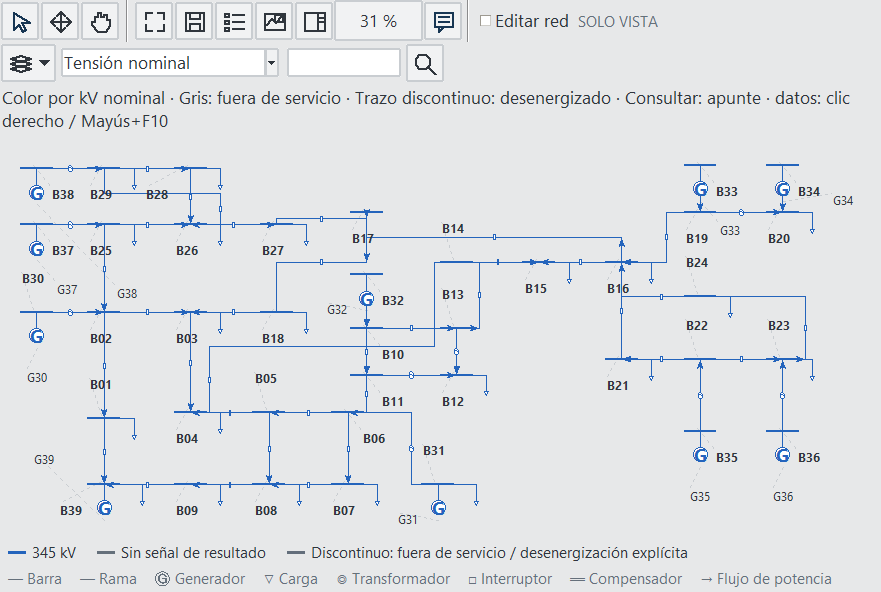 31 %
Editar red SOLO VISTA
Tensión nominal
Color por kV nominal · Gris: fuera de servicio · Trazo discontinuo: desenergizado · Consultar: apunte · datos: clic
derecho / Mayús+F10
G B38 B29 B28 G B33 G B34 G34
B17 B14 B19 G33 B20
G B37 B25 B26 B27
B30 G37 G38 B24
G32 G B32 B13 B15 B16
G B02 B03 B18 B10 B22 B23
G30 B01 B05 B11 B12 B21
B04 B06
G39 B31 G B35 G B36
B39 G B09 B08 B07 G31 G G35 G36
345 kV Sin señal de resultado Discontinuo: fuera de servicio / desenergización explícita
Barra Rama G Generador Carga Transformador Interruptor Compensador Flujo de potencia